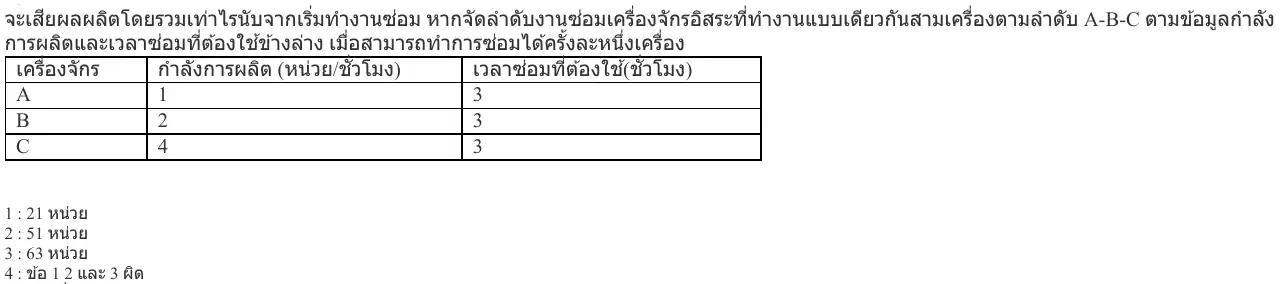 จะเสียผลผลิตโดยรวมเท่าไรนับจากเริ่มทำงานซ่อม หากจัดลำดับงานซ่อมเครื่องจักรอิสระที่ทำงานแบบเดียวกันสามเครื่องตามลำดับ A-B-C ตามข้อมูลกำลัง
การผลิตและเวลาซ่อมที่ต้องใช้ข้างล่าง เมื่อสามารถทำการซ่อมได้ครั้งละหนึ่งเครื่อง
เครื่องจักร กำลังการผลิต (หน่วย/ชั่วโมง) เวลาซ่อมที่ต้องใช้(ชั่วโมง)
A 1 3
B 2 3
C 4 3
1 : 21 หน่วย
2 : 51 หน่วย
3 : 63 หน่วย
4 : ข้อ 1 2 และ 3 ผิด